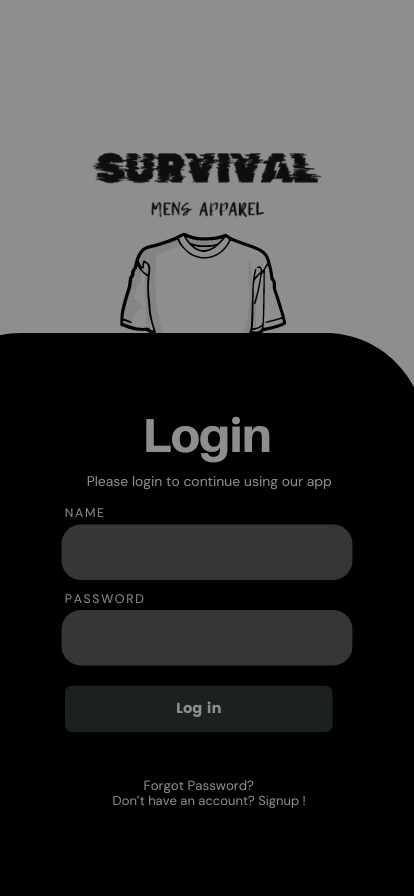 SURVIVAL
MENS APPAREL
Login
Please login to continue using our app
NAME
PASSWORD
Log in
Forgot Password?
Don't have an account? Signup !